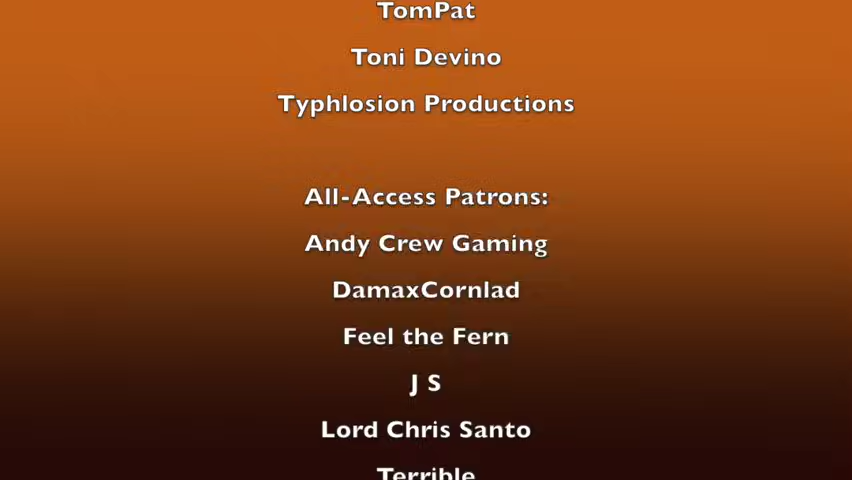 TomPat
Toni Devino
Typhlosion Productions
All-Access Patrons:
Andy Crew Gaming
DamaxCornlad
Feel the Fern
J S
Lord Chris Santo
Terrible